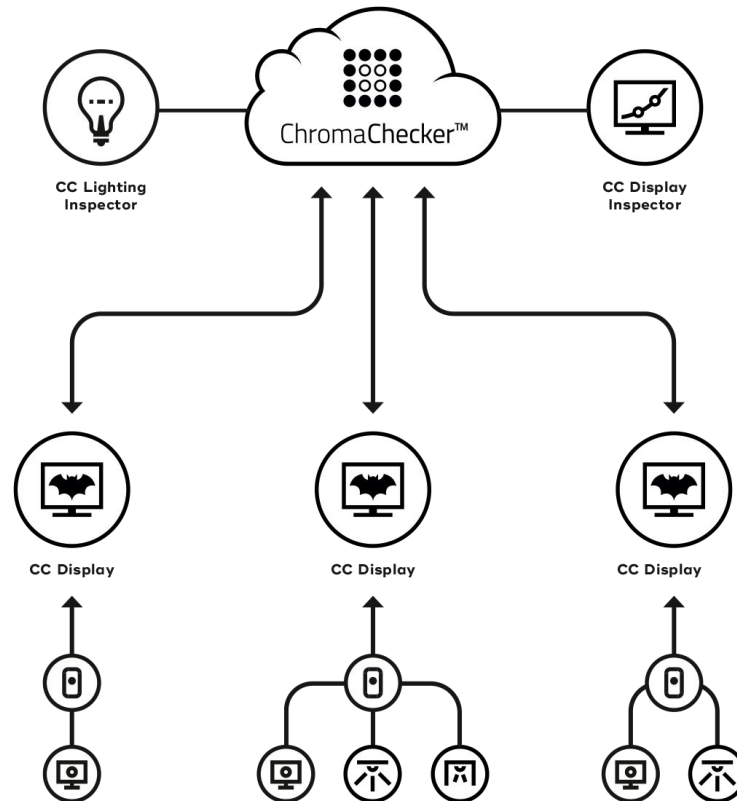 ChromaChecker™
CC Lighting
Inspector
CC Display
Inspector
CC Display
CC Display
CC Display